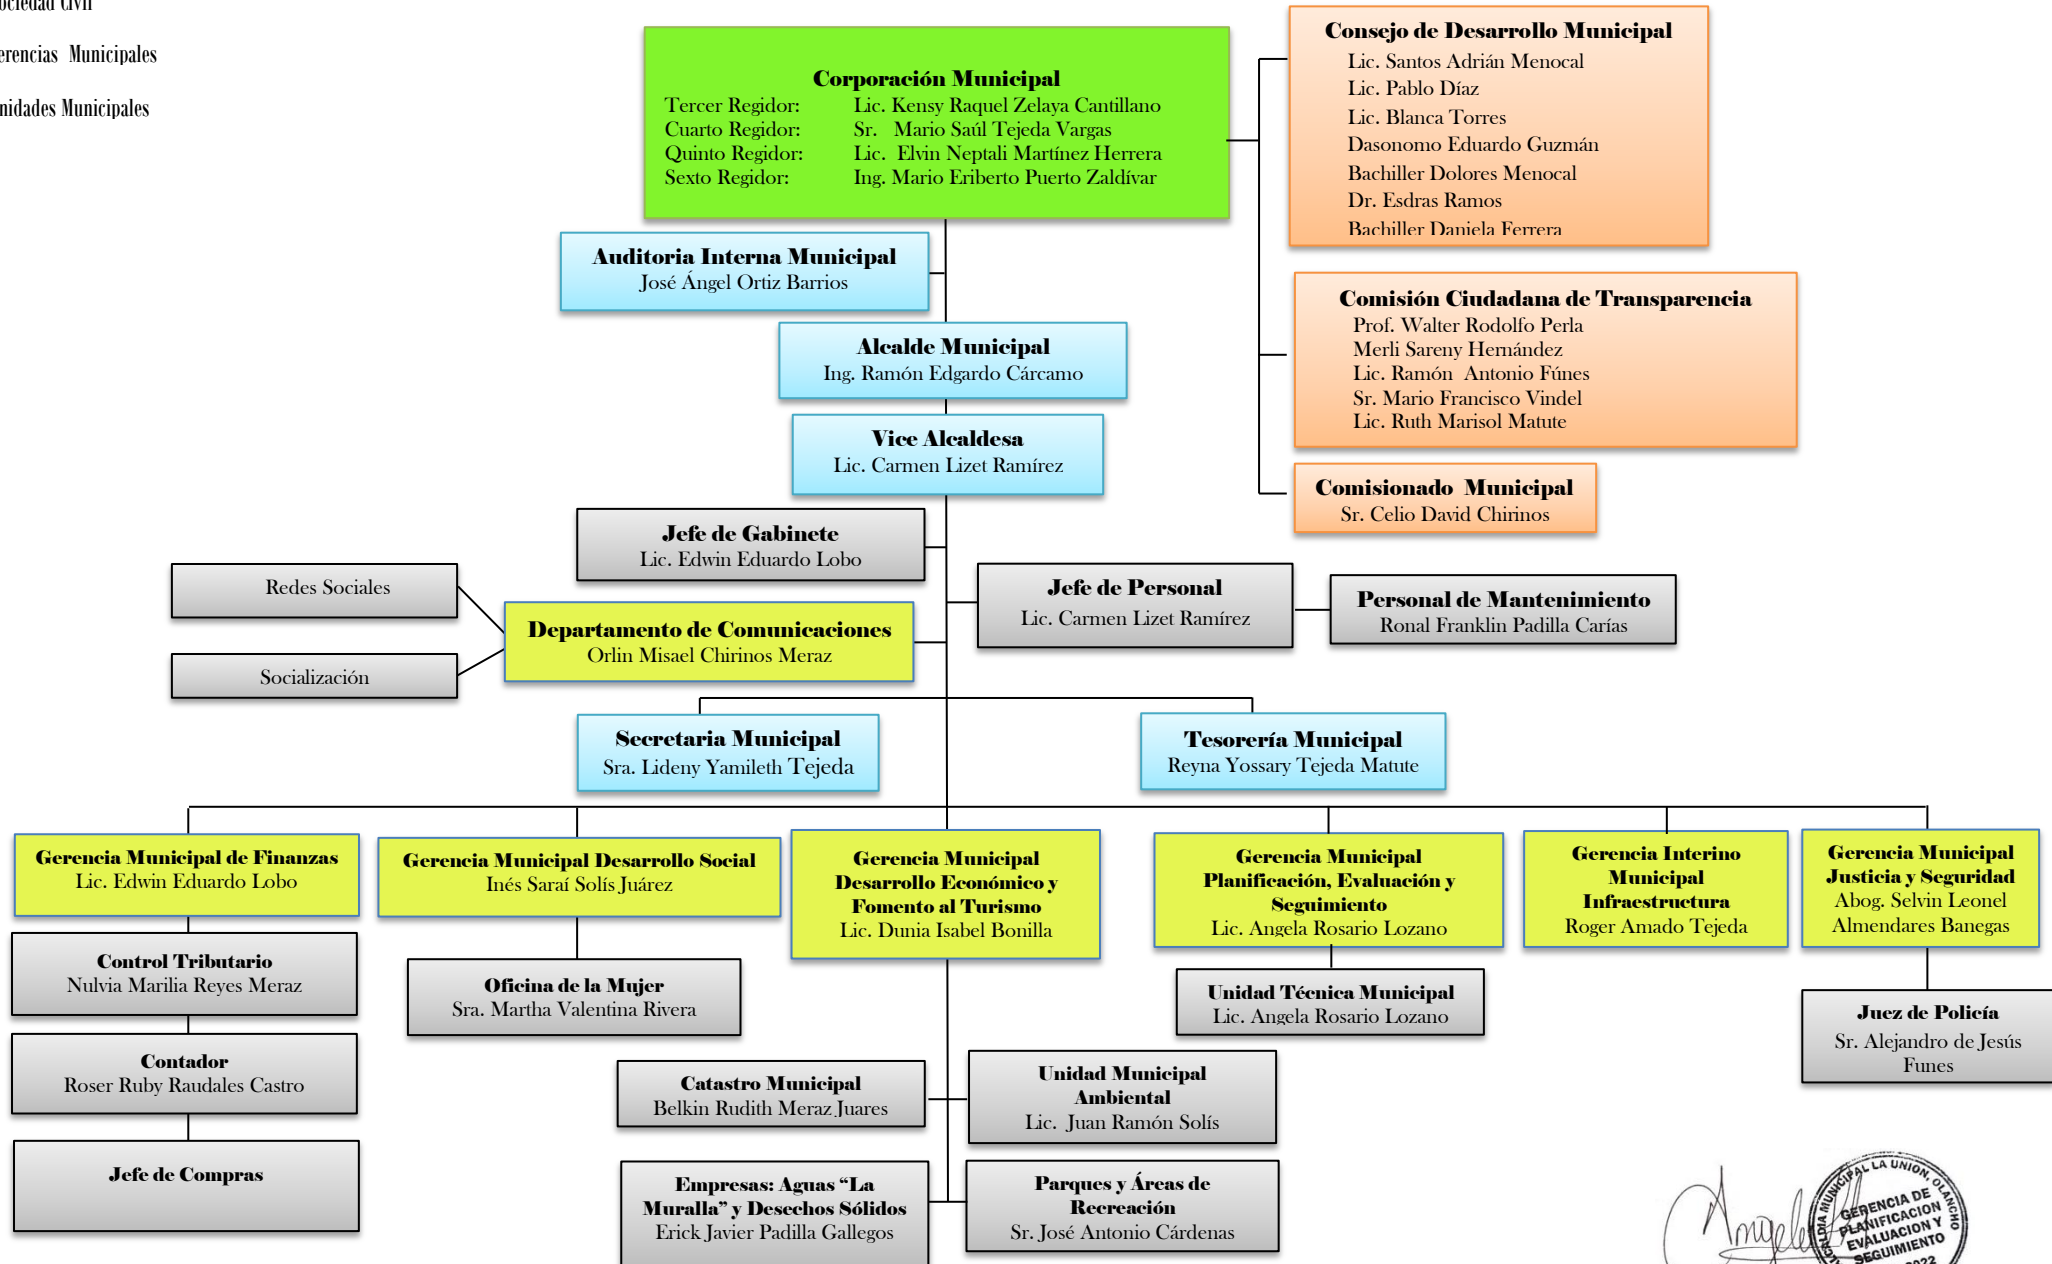 Sociedad Civil
Gerencias Municipales
Unidades Municipales
Corporación Municipal
Tercer Regidor: Lic. Kensy Raquel Zelaya Cantillano
Cuarto Regidor: Sr. Mario Saúl Tejeda Vargas
Quinto Regidor: Lic. Elvin Neptali Martínez Herrera
Sexto Regidor: Ing. Mario Eriberto Puerto Zaldívar
Consejo de Desarrollo Municipal
Lic. Santos Adrián Menocal
Lic. Pablo Díaz
Lic. Blanca Torres
Dasonomo Eduardo Guzmán
Bachiller Dolores Menocal
Dr. Esdras Ramos
Bachiller Daniela Ferrera
Auditoria Interna Municipal
José Ángel Ortiz Barrios
Comisión Ciudadana de Transparencia
Prof. Walter Rodolfo Perla
Merli Sareny Hernández
Lic. Ramón Antonio Fúnes
Sr. Mario Francisco Vindel
Lic. Ruth Marisol Matute
Alcalde Municipal
Ing. Ramón Edgardo Cárcamo
Vice Alcaldesa
Lic. Carmen Lizet Ramírez
Comisionado Municipal
Sr. Celio David Chirinos
Jefe de Gabinete
Lic. Edwin Eduardo Lobo
Redes Sociales
Jefe de Personal
Lic. Carmen Lizet Ramírez
Personal de Mantenimiento
Ronal Franklin Padilla Carías
Departamento de Comunicaciones
Orlin Misael Chirinos Meraz
Socialización
Secretaria Municipal
Sra. Lideny Yamileth Tejeda
Tesorería Municipal
Reyna Yossary Tejeda Matute
Gerencia Municipal de Finanzas
Lic. Edwin Eduardo Lobo
Gerencia Municipal Desarrollo Social
Inés Saraí Solís Juárez
Gerencia Municipal
Desarrollo Económico y
Fomento al Turismo
Lic. Dunia Isabel Bonilla
Gerencia Municipal
Planificación, Evaluación y
Seguimiento
Lic. Angela Rosario Lozano
Gerencia Interino
Municipal
Infraestructura
Roger Amado Tejeda
Gerencia Municipal
Justicia y Seguridad
Abog. Selvin Leonel
Almendares Banegas
Control Tributario
Nulvia Marilia Reyes Meraz
Oficina de la Mujer
Sra. Martha Valentina Rivera
Unidad Técnica Municipal
Lic. Angela Rosario Lozano
Juez de Policía
Sr. Alejandro de Jesús
Funes
Contador
Roser Ruby Raudales Castro
Catastro Municipal
Belkin Rudith Meraz Juares
Unidad Municipal
Ambiental
Lic. Juan Ramón Solís
Jefe de Compras
Empresas: Aguas “La
Muralla” y Desechos Sólidos
Erick Javier Padilla Gallegos
Parques y Áreas de
Recreación
Sr. José Antonio Cárdenas
ALCALDIA MUNICIPAL LA UNION, OLANCHO
GERENCIA DE
PLANIFICACION
EVALUACION Y
SEGUIMIENTO